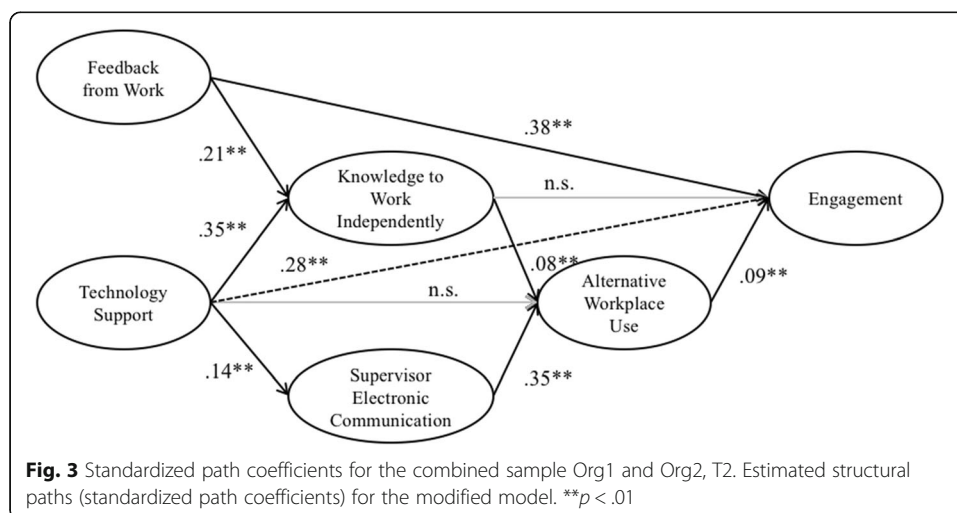 Feedback
from Work
.38**
.21**
Knowledge to
Work
Independently
n.s.
Engagement
.35**
.28**
.08**
Technology
Support
n.s.
Alternative
Workplace
Use
.09**
.14**
Supervisor
Electronic
Communication
.35**
Fig. 3 Standardized path coefficients for the combined sample Org1 and Org2, T2. Estimated structural
paths (standardized path coefficients) for the modified model. **p < .01